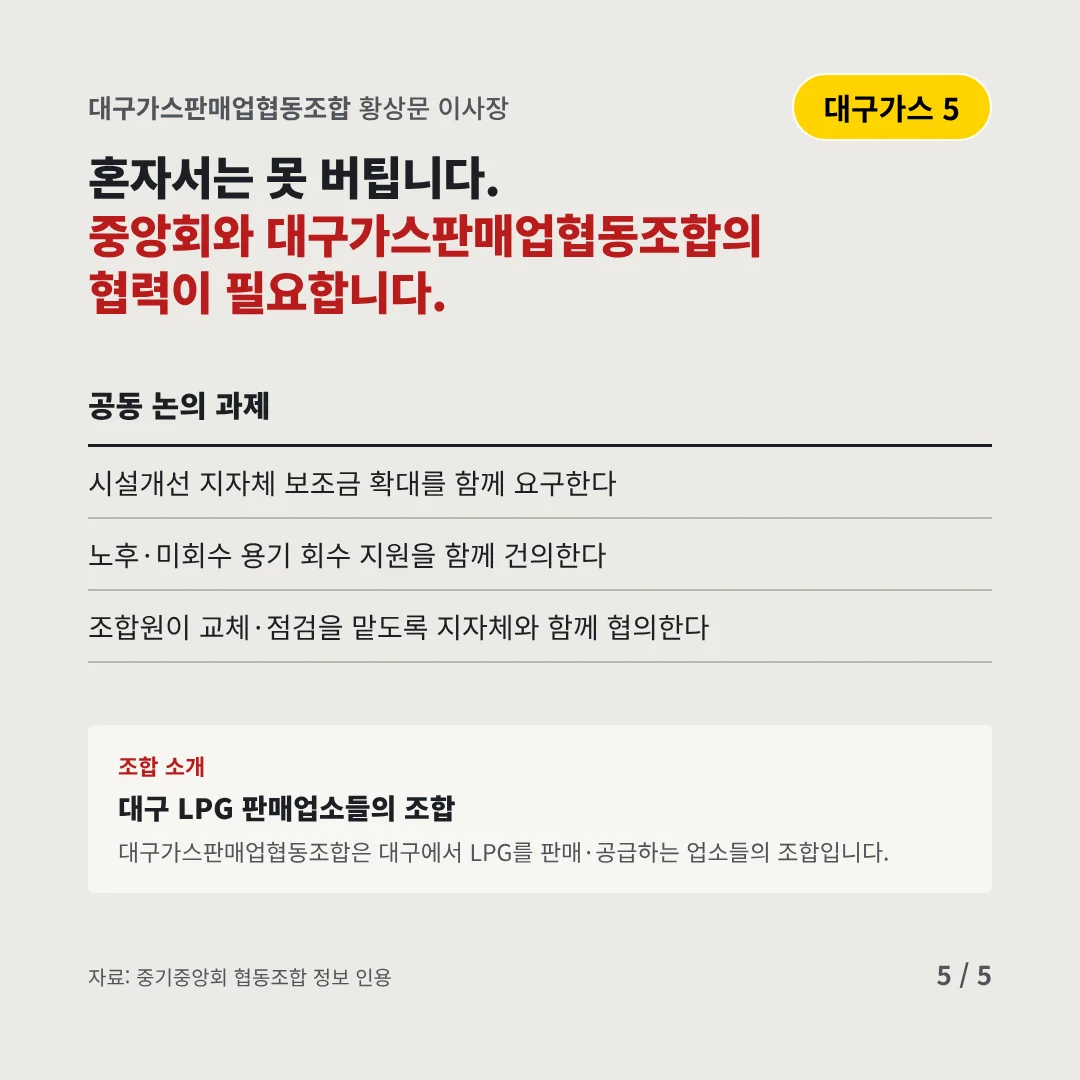 대구가스판매업협동조합 황상문 이사장
대구가스 5
혼자서는 못 버팁니다.
중앙회와 대구가스판매업협동조합의
협력이 필요합니다.
공동 논의 과제
시설개선 지자체 보조금 확대를 함께 요구한다
노후·미회수 용기 회수 지원을 함께 건의한다
조합원이 교체·점검을 맡도록 지자체와 함께 협의한다
조합 소개
대구 LPG 판매업소들의 조합
대구가스판매업협동조합은 대구에서 LPG를 판매·공급하는 업소들의 조합입니다.
자료: 중기중앙회 협동조합 정보 인용
5 / 5